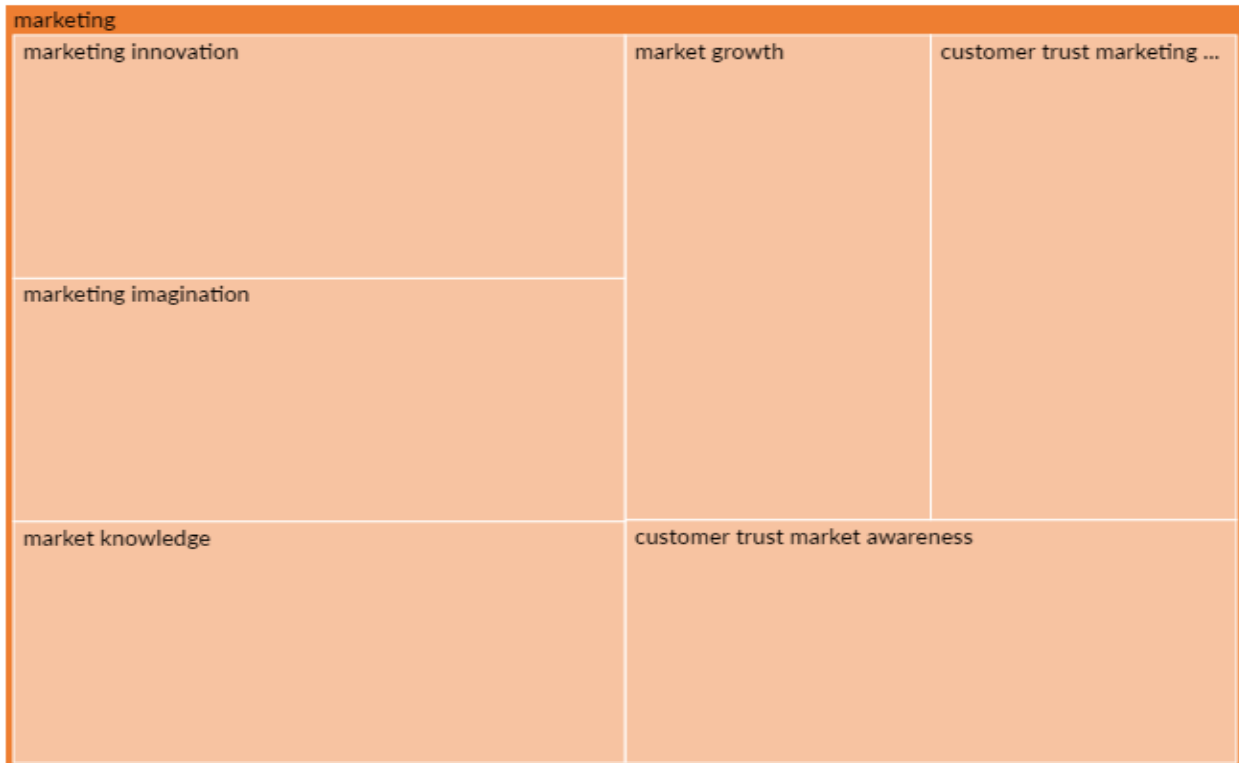 marketing
marketing innovation
market growth
customer trust marketing ...
marketing imagination
market knowledge
customer trust market awareness